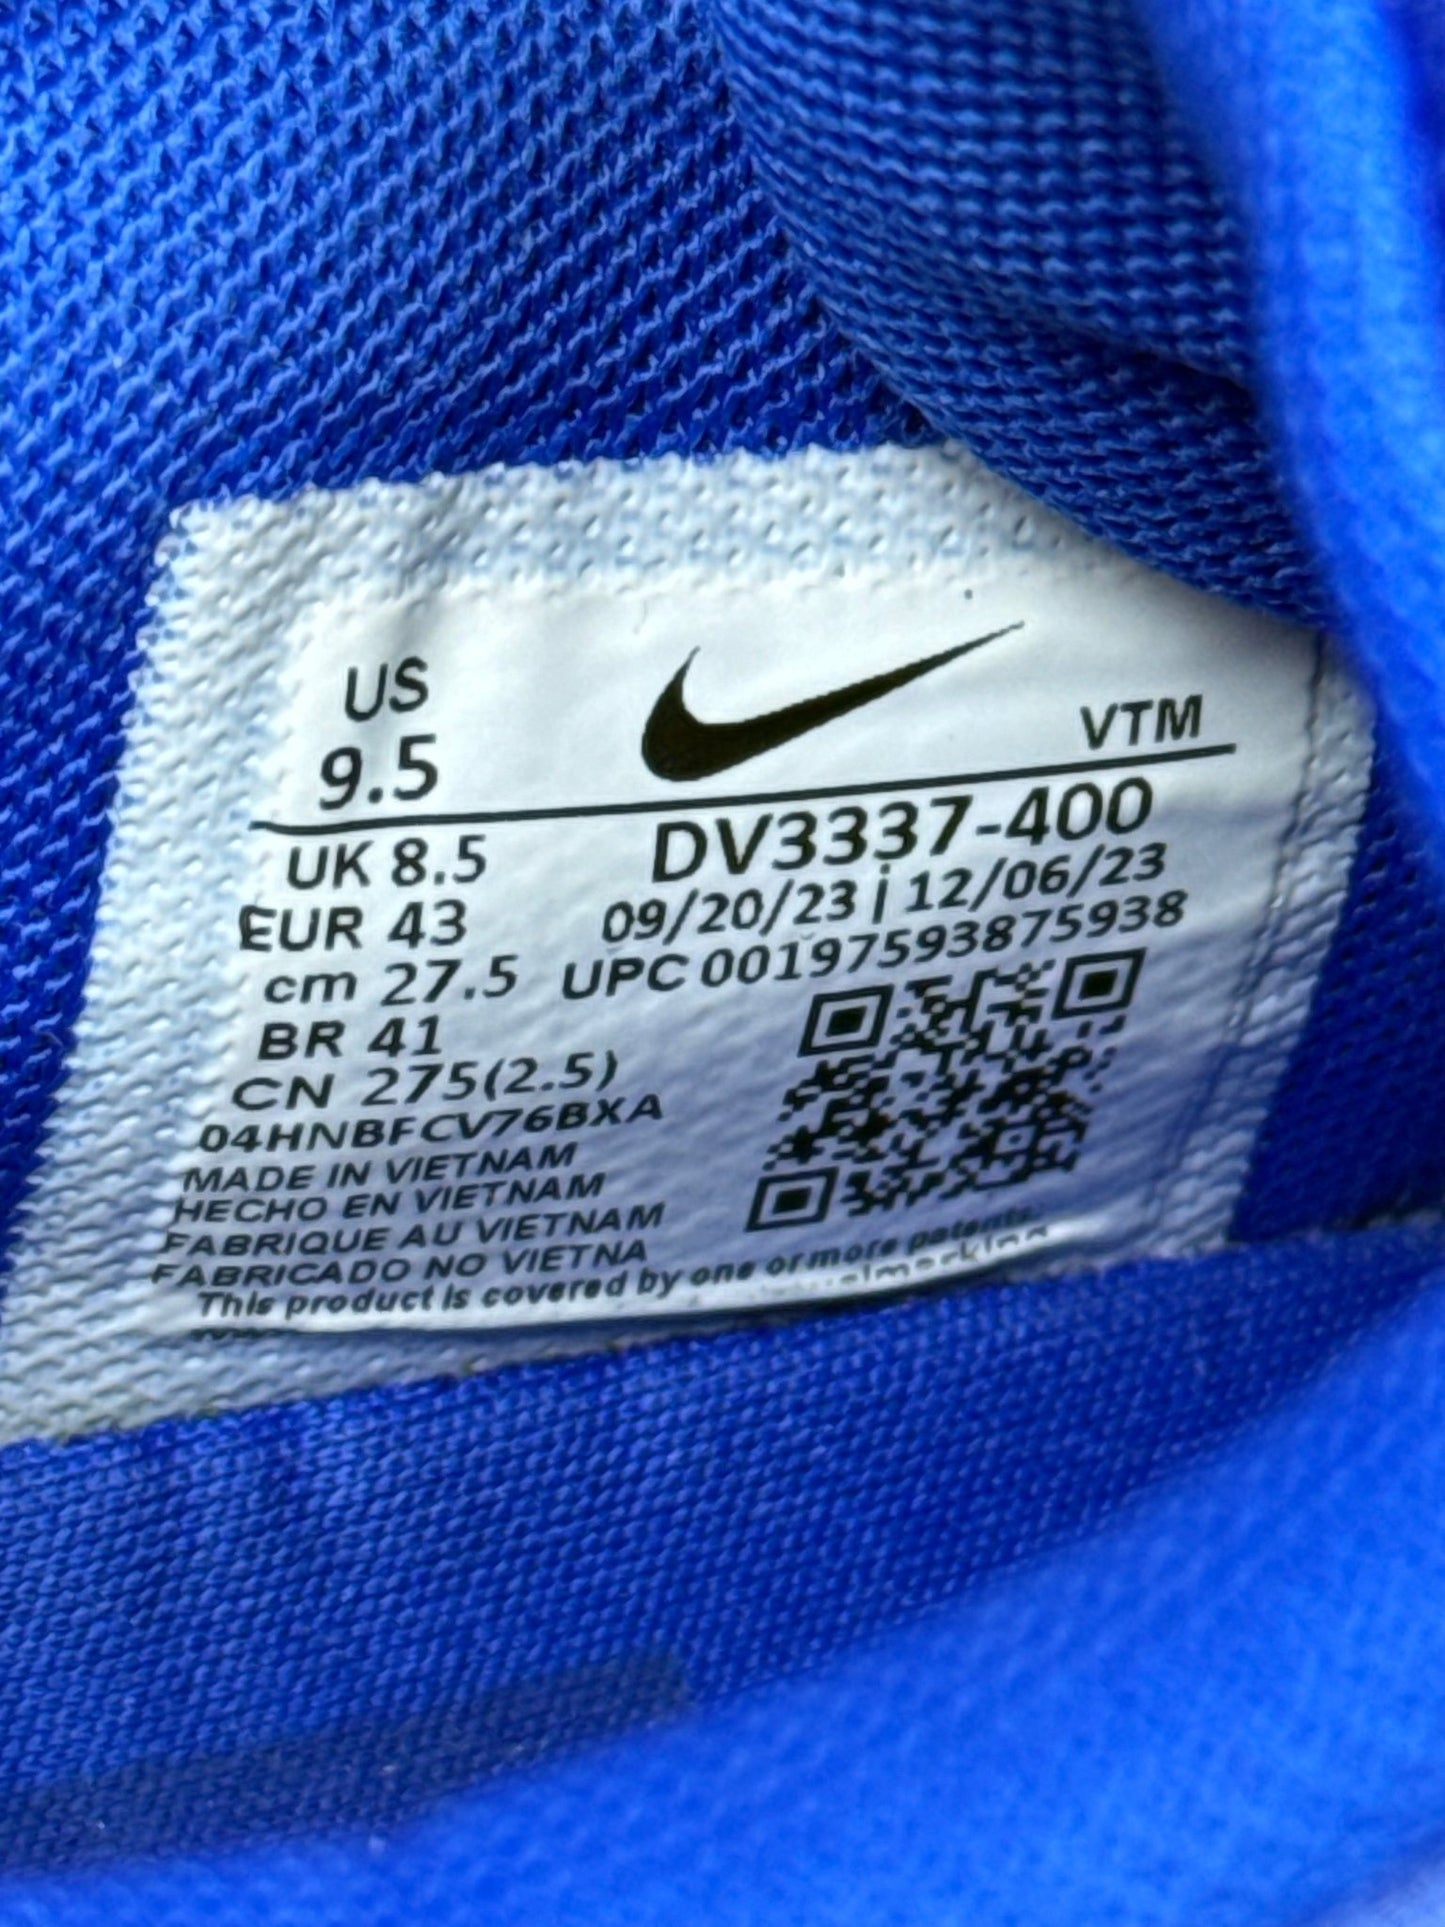 US
9.5
VTM
UK 8.5
DV3337-400
EUR 43
09/20/23 | 12/06/23
cm 27.5
UPC 00197593875938
BR 41
CN 275(2.5)
04HNBFCV76BXA
MADE IN VIETNAM
HECHO EN VIETNAM
FABRIQUE AU VIETNAM
FABRICADO NO VIETNA
This product is covered by one or more patents.